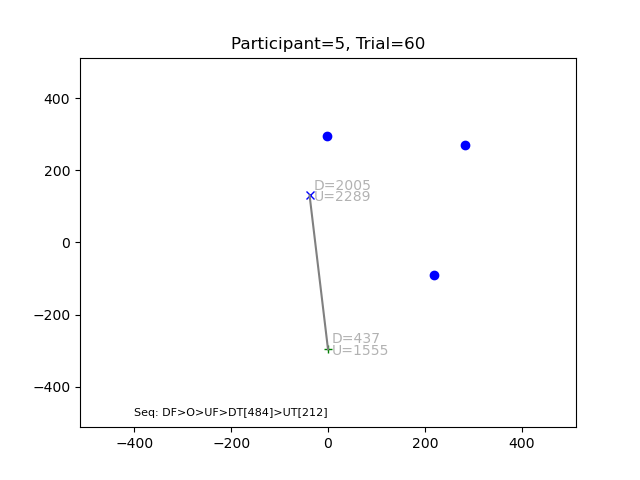 Participant=5, Trial=60
400
200
0
−200
−400
D=2005
U=2289
D=437
U=1555
Seq: DF>O>UF>DT[484]>UT[212]
−400 −200 0 200 400